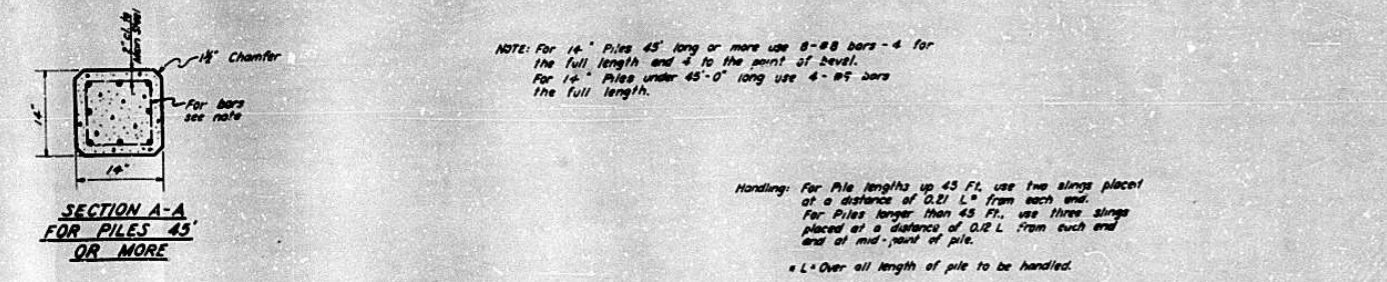 2" cl. to
Main Steel
1½" Chamfer
14"
For bars
see note
14"
SECTION A-A
FOR PILES 45'
OR MORE
NOTE: For 14" Piles 45' long or more use 8-#8 bars - 4 for
the full length and 4 to the point of bevel.
For 14" Piles under 45'-0" long use 4- #9 bars
the full length.
Handling: For Pile lengths up 45 Ft. use two slings placed
at a distance of 0.21 L* from each end.
For Piles longer than 45 Ft., use three slings
placed at a distance of 0.12 L from each end
and at mid-point of pile.
* L = Over all length of pile to be handled.